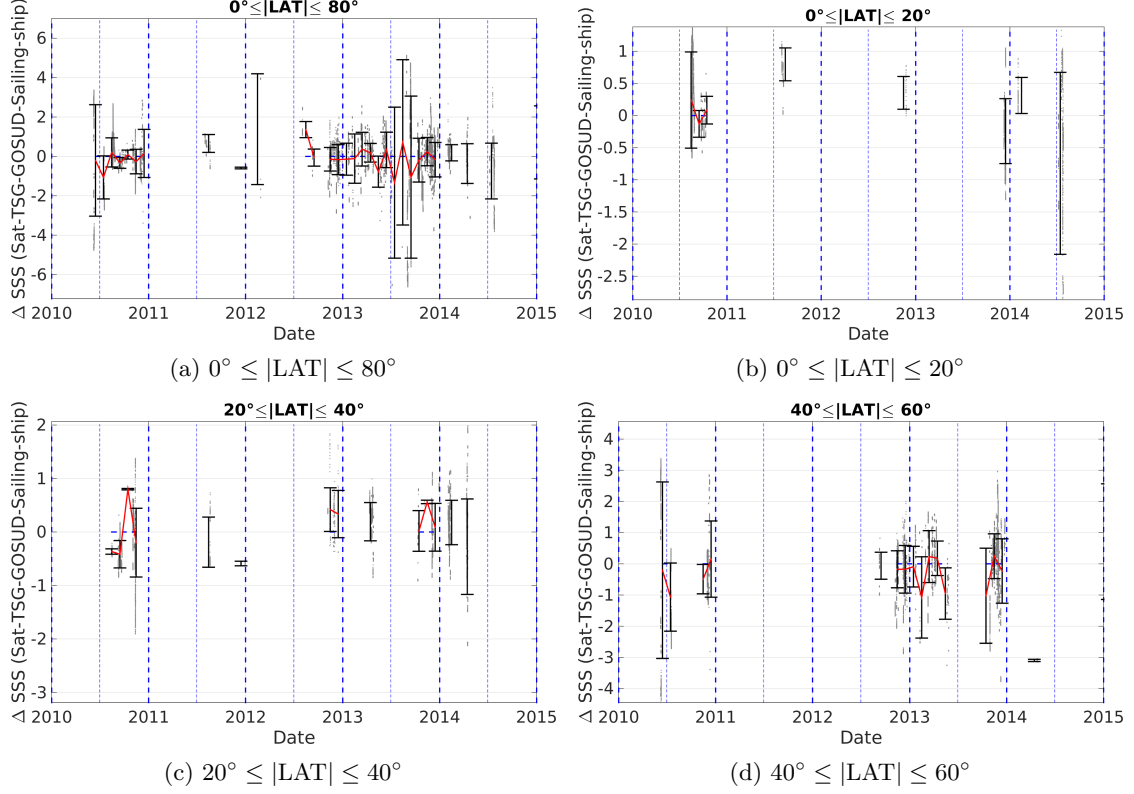 0°≤|LAT|≤ 80°
Δ SSS (Sat-TSG-GOSUD-Sailing-ship)
6
4
2
0
-2
-4
-6
2010 2011 2012 2013 2014 2015
Date
(a) 0° ≤ |LAT| ≤ 80°
0°≤|LAT|≤ 20°
Δ SSS (Sat-TSG-GOSUD-Sailing-ship)
1
0.5
0
-0.5
-1
-1.5
-2
-2.5
2010 2011 2012 2013 2014 2015
Date
(b) 0° ≤ |LAT| ≤ 20°
20°≤|LAT|≤ 40°
Δ SSS (Sat-TSG-GOSUD-Sailing-ship)
2
1
0
-1
-2
-3
2010 2011 2012 2013 2014 2015
Date
(c) 20° ≤ |LAT| ≤ 40°
40°≤|LAT|≤ 60°
Δ SSS (Sat-TSG-GOSUD-Sailing-ship)
4
3
2
1
0
-1
-2
-3
-4
2010 2011 2012 2013 2014 2015
Date
(d) 40° ≤ |LAT| ≤ 60°